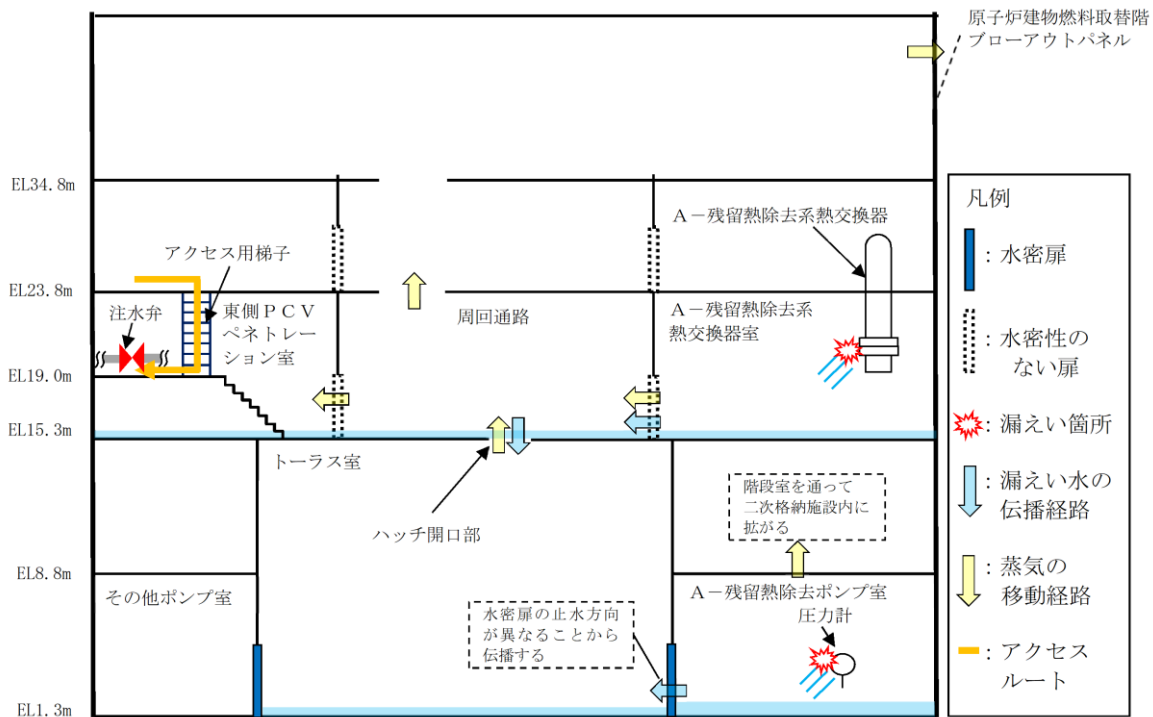 原子炉建物燃料取替階
ブローアウトパネル
EL34.8m
A－残留熱除去系熱交換器
アクセス用梯子
EL23.8m
注水弁
東側PCV
ペネトレー
ション室
周回通路
A－残留熱除去系
熱交換器室
EL19.0m
EL15.3m
トーラス室
ハッチ開口部
階段室を通って
二次格納施設内に
拡がる
EL8.8m
その他ポンプ室
A－残留熱除去ポンプ室
圧力計
水密扉の止水方向
が異なることから
伝播する
EL1.3m
凡例
：水密扉
：水密性の
ない扉
：漏えい箇所
：漏えい水の
伝播経路
：蒸気の
移動経路
：アクセス
ルート